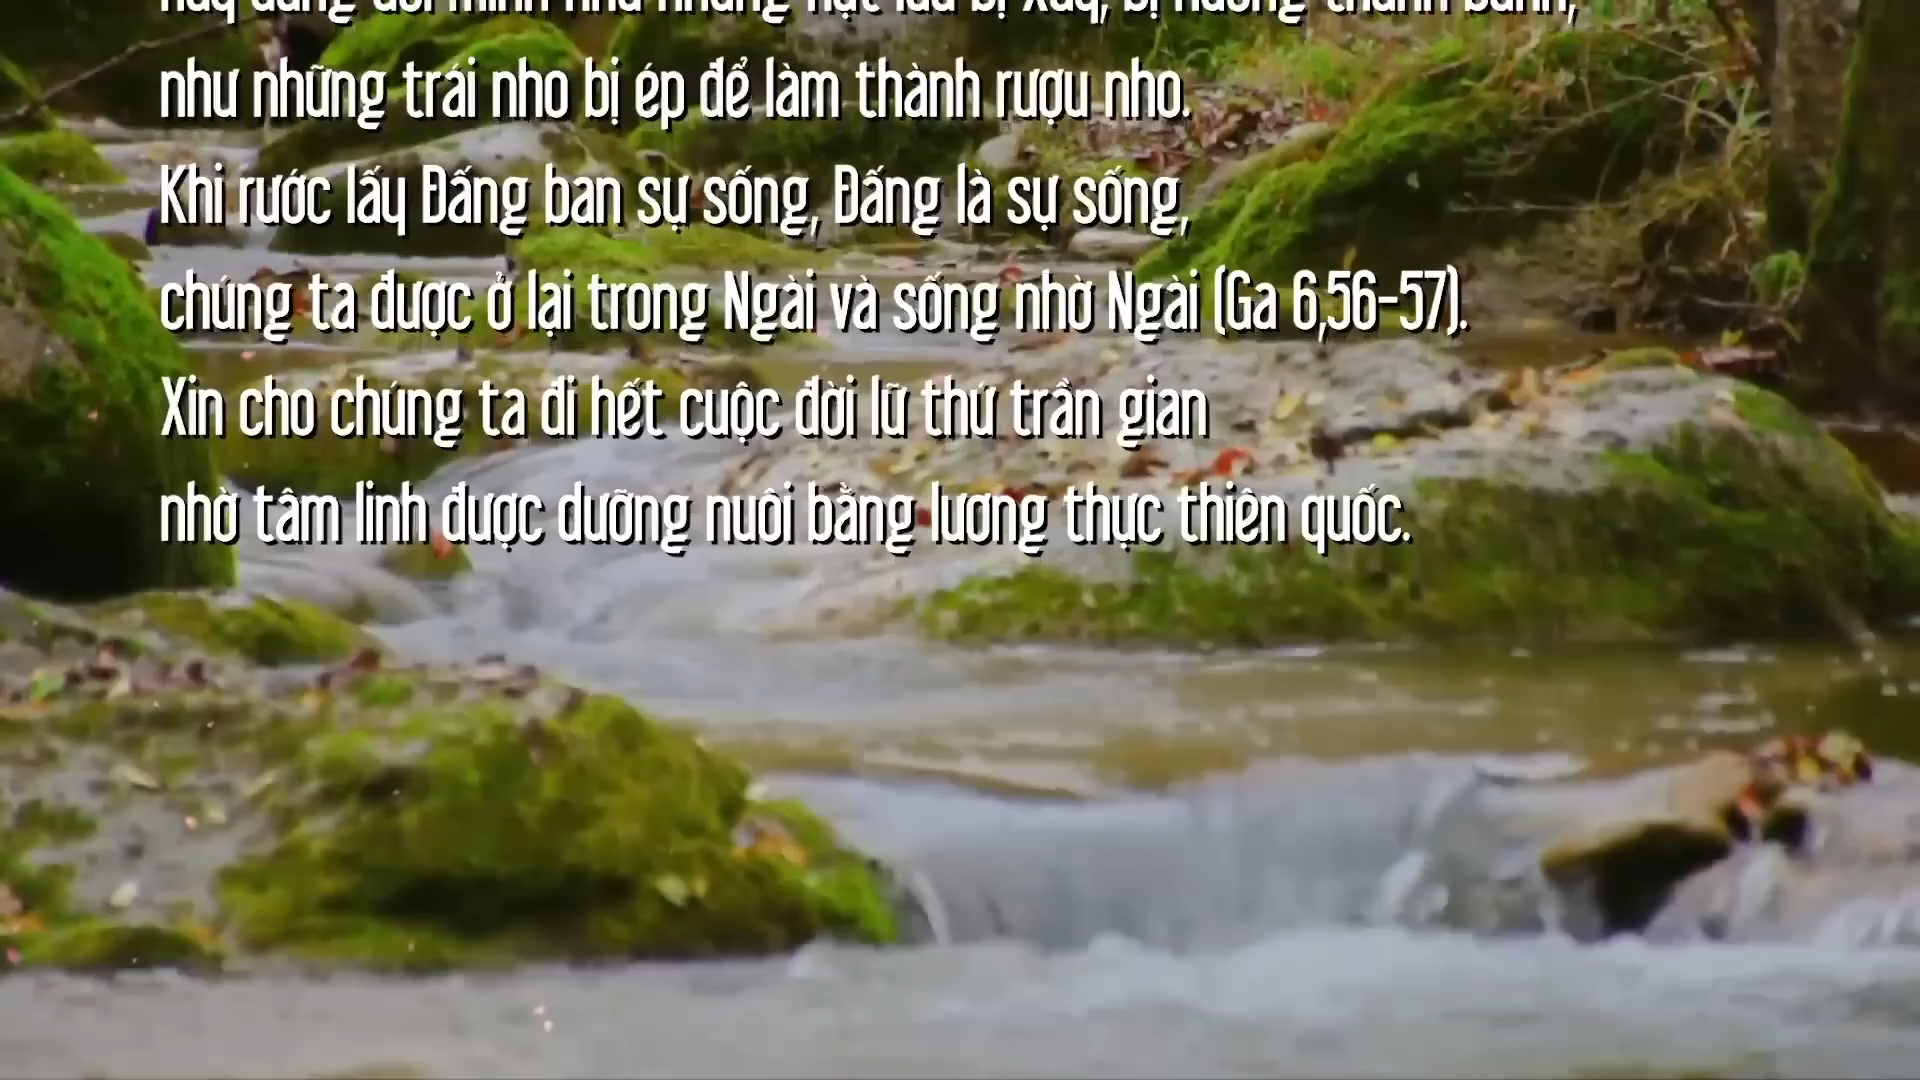 như những trái nho bị ép để làm thành rượu nho.
Khi rước lấy Đấng ban sự sống, Đấng là sự sống,
chúng ta được ở lại trong Ngài và sống nhờ Ngài (Ga 6,56-57).
Xin cho chúng ta đi hết cuộc đời lữ thứ trần gian
nhờ tâm linh được dưỡng nuôi bằng lương thực thiên quốc.